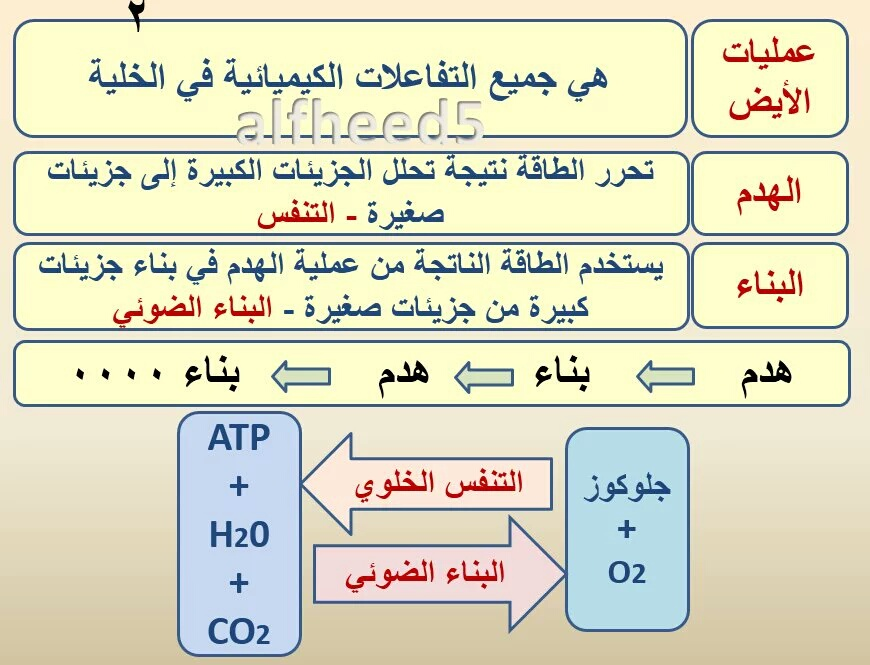 ٢
عمليات
الأيض
هي جميع التفاعلات الكيميائية في الخلية
alfheed5
الهدم
تحرر الطاقة نتيجة تحلل الجزيئات الكبيرة إلى جزيئات
صغيرة - التنفس
البناء
يستخدم الطاقة الناتجة من عملية الهدم في بناء جزيئات
كبيرة من جزيئات صغيرة - البناء الضوئي
هدم بناء هدم بناء ٠٠٠٠
جلوكوز
+
O2
التنفس الخلوي
البناء الضوئي
ATP
+
H20
+
CO2